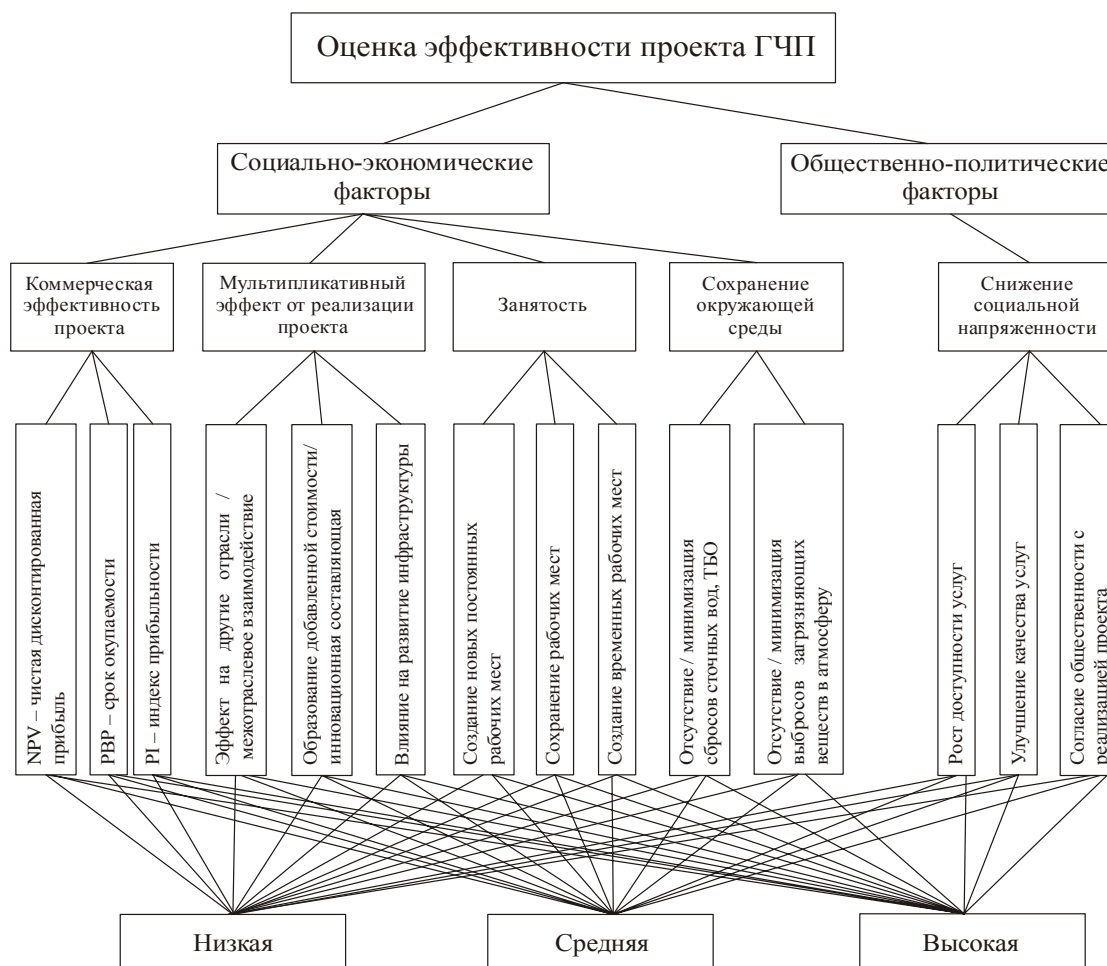 Оценка эффективности проекта ГЧП
Социально-экономические
факторы
Общественно-политические
факторы
Коммерческая
эффективность
проекта
Мультипликативный
эффект от реализации
проекта
Занятость
Сохранение
окружающей
среды
Снижение
социальной
напряженности
NPV – чистая дисконтированная
прибыль
PBP – срок окупаемости
PI – индекс прибыльности
Эффект на другие отрасли /
межотраслевое взаимодействие
Образование добавленной стоимости/
инновационная составляющая
Влияние на развитие инфраструктуры
Создание новых постоянных
рабочих мест
Сохранение рабочих мест
Создание временных рабочих мест
Отсутствие / минимизация
сбросов сточных вод, ТБО
Отсутствие / минимизация
выбросов загрязняющих
веществ в атмосферу
Рост доступности услуг
Улучшение качества услуг
Согласие общественности с
реализацией проекта
Низкая
Средняя
Высокая